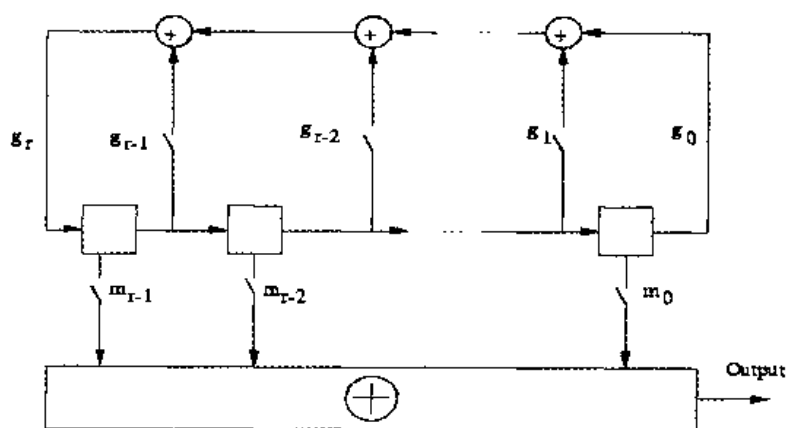 + + ... +
g_r g_{r-1} g_{r-2} g_1 g_0
...
m_{r-1} m_{r-2} m_0
Output
+